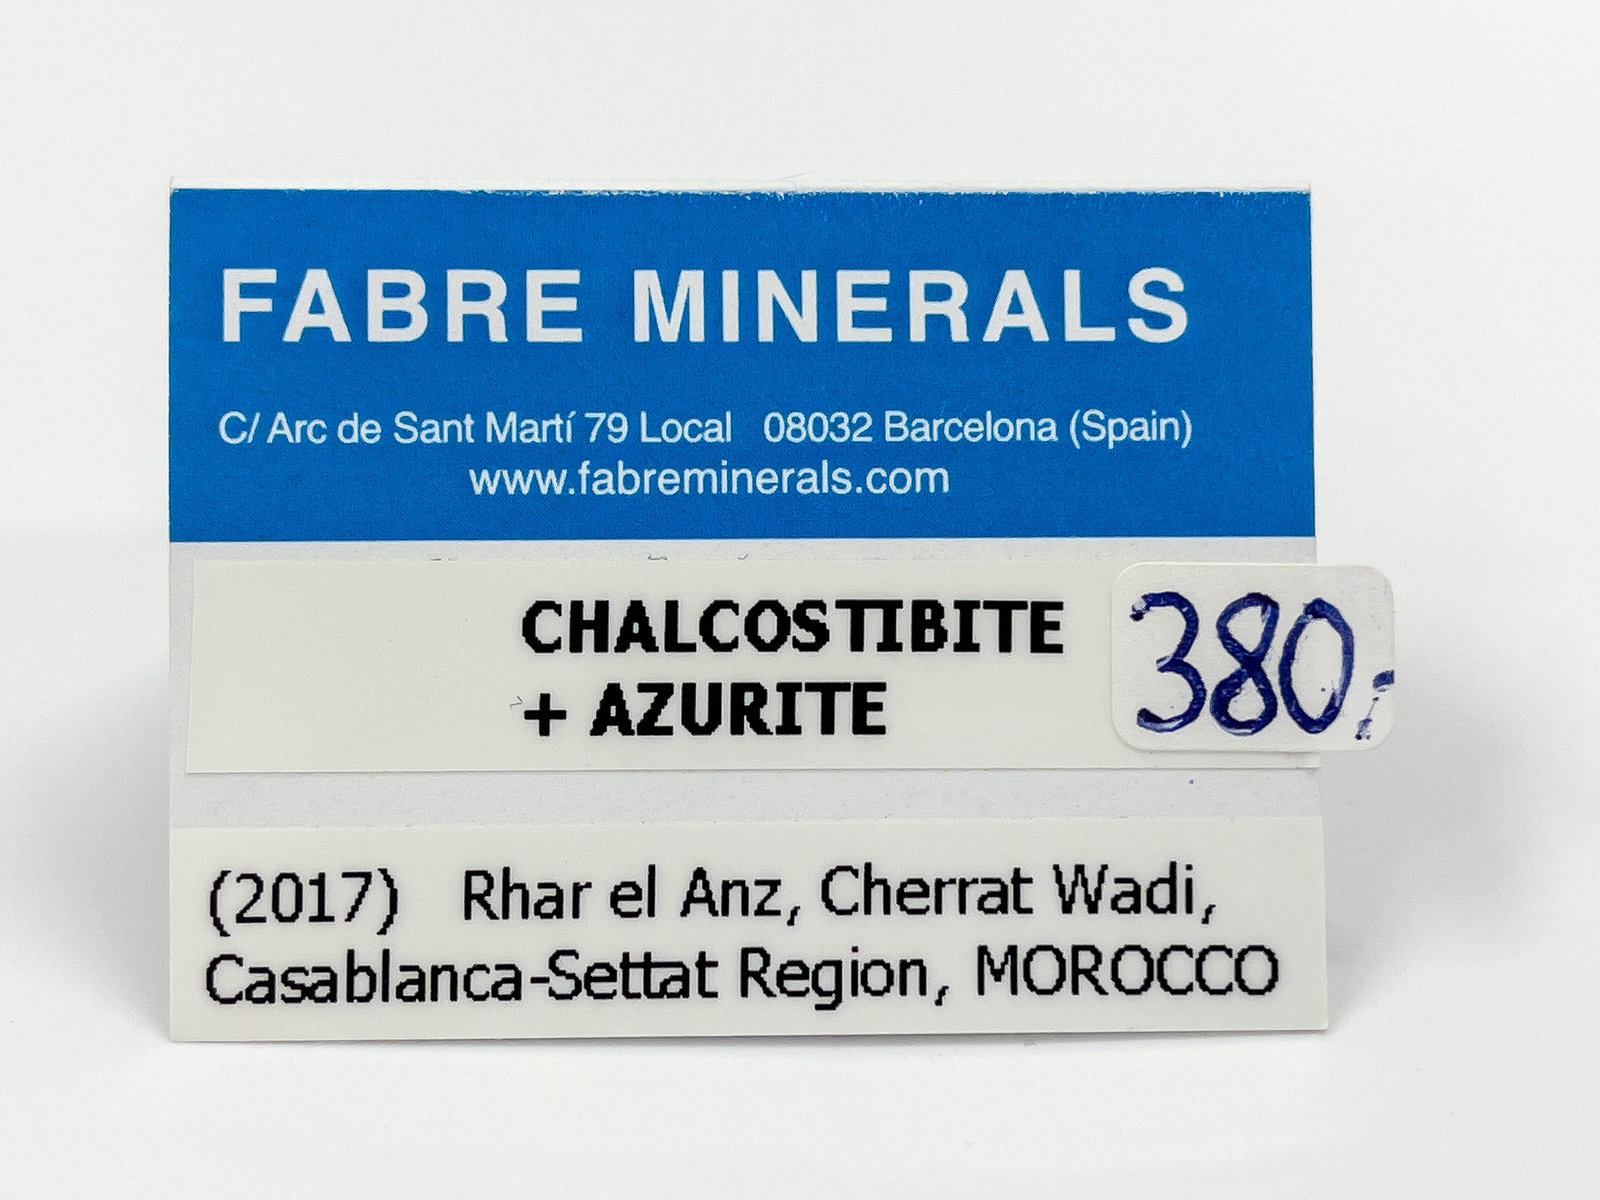 FABRE MINERALS
C/ Arc de Sant Martí 79 Local 08032 Barcelona (Spain)
www.fabreminerals.com
CHALCOSTIBITE
+ AZURITE
380,-
(2017) Rhar el Anz, Cherrat Wadi,
Casablanca-Settat Region, MOROCCO